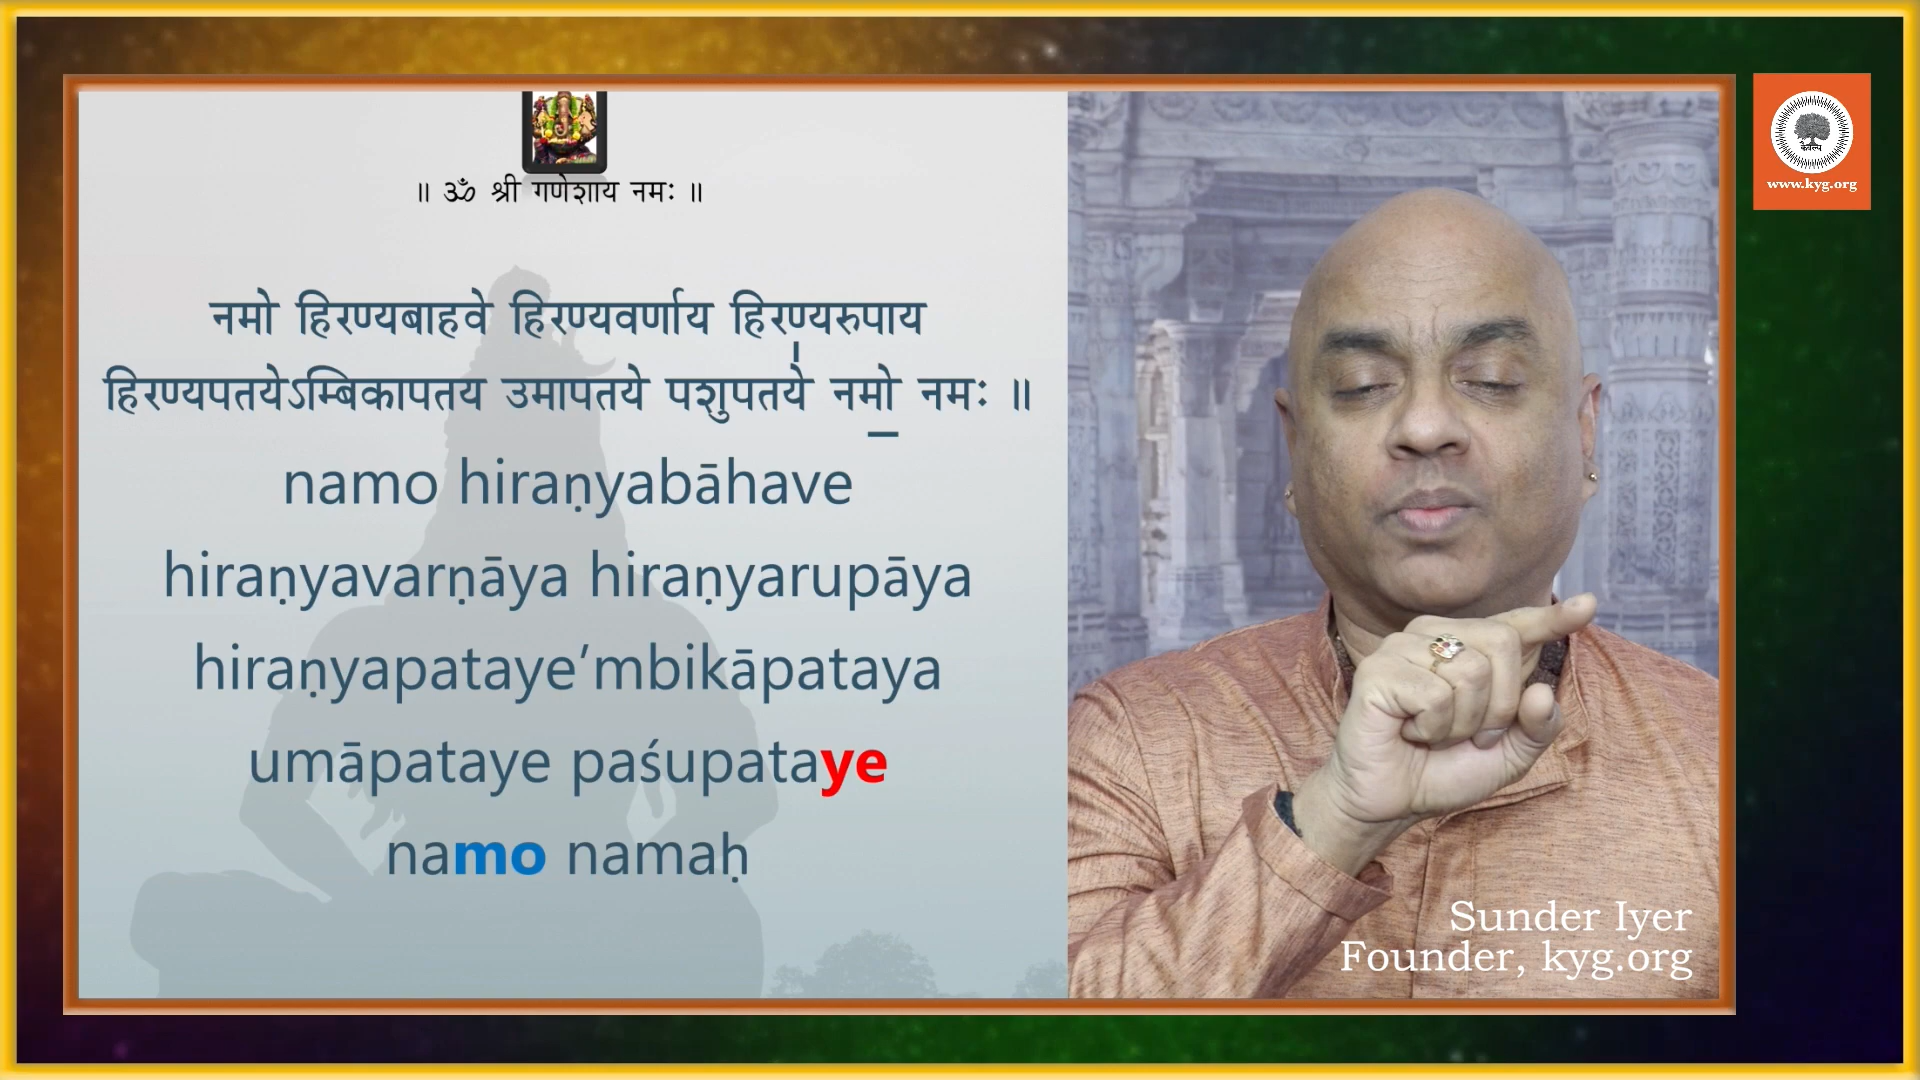 ॥ ॐ श्री गणेशाय नमः ॥
नमो हिरण्यबाहवे हिरण्यवर्णाय हिरण्यरुपाय
हिरण्यपतयेऽम्बिकापतय उमापतये पशुपतये॑ नमो॒ नमः ॥
namo hiraṇyabāhave
hiraṇyavarṇāya hiraṇyarupāya
hiraṇyapataye’mbikāpataya
umāpataye paśupataye
namo namaḥ
कैवल्य
www.kyg.org
Sunder Iyer
Founder, kyg.org